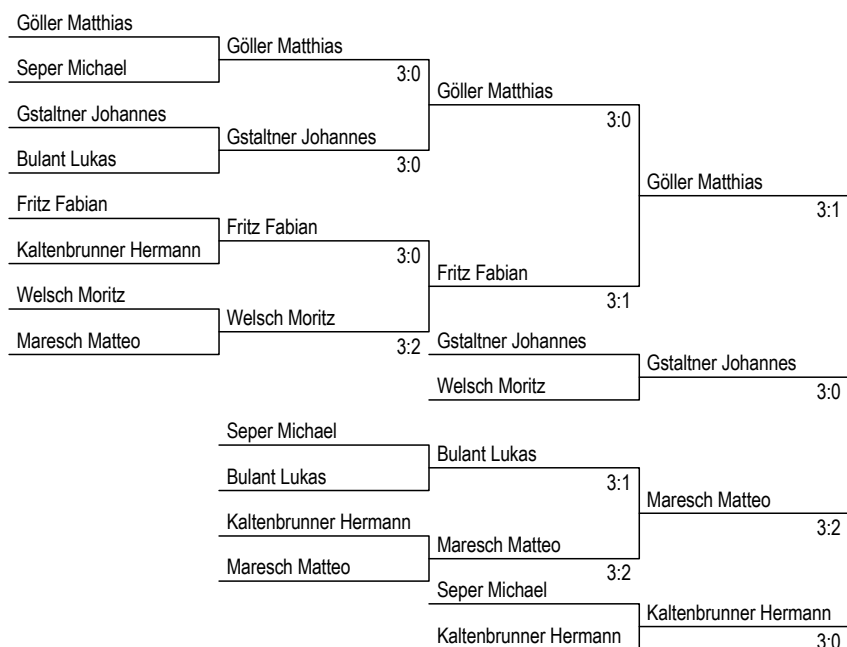 Göller Matthias
Göller Matthias
Seper Michael
3:0
Göller Matthias
Gstaltner Johannes
3:0
Gstaltner Johannes
Bulant Lukas
3:0
Göller Matthias
3:1
Fritz Fabian
Fritz Fabian
Kaltenbrunner Hermann
3:0
Fritz Fabian
Welsch Moritz
3:1
Welsch Moritz
Maresch Matteo
3:2
Gstaltner Johannes
Gstaltner Johannes
Welsch Moritz
3:0
Seper Michael
Bulant Lukas
Bulant Lukas
3:1
Maresch Matteo
Kaltenbrunner Hermann
3:2
Maresch Matteo
Maresch Matteo
3:2
Seper Michael
Kaltenbrunner Hermann
Kaltenbrunner Hermann
3:0